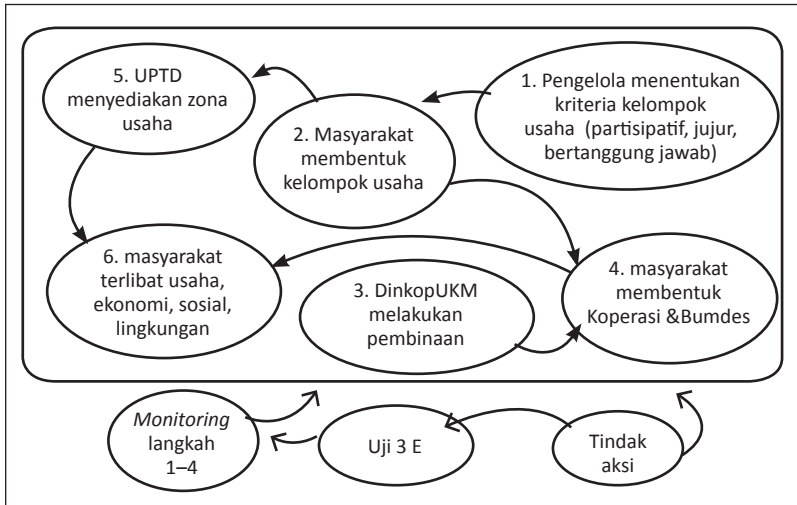 5. UPTD
menyediakan zona
usaha
1. Pengelola menentukan
kriteria kelompok
usaha (partisipatif, jujur,
bertanggung jawab)
2. Masyarakat
membentuk
kelompok usaha
6. masyarakat
terlibat usaha,
ekonomi, sosial,
lingkungan
3. DinkopUKM
melakukan
pembinaan
4. masyarakat
membentuk
Koperasi &Bumdes
Monitoring
langkah
1–4
Uji 3 E
Tindak
aksi